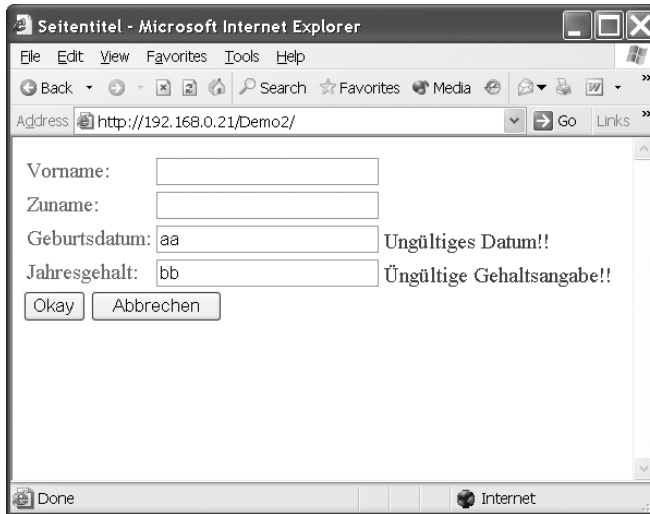 Seitentitel - Microsoft Internet Explorer
File Edit View Favorites Tools Help
Back Search Favorites Media
Address http://192.168.0.21/Demo2/ Go Links
Vorname:
Zuname:
Geburtsdatum: aa Ungültiges Datum!!
Jahresgehalt: bb Üngültige Gehaltsangabe!!
Okay Abbrechen
Done Internet